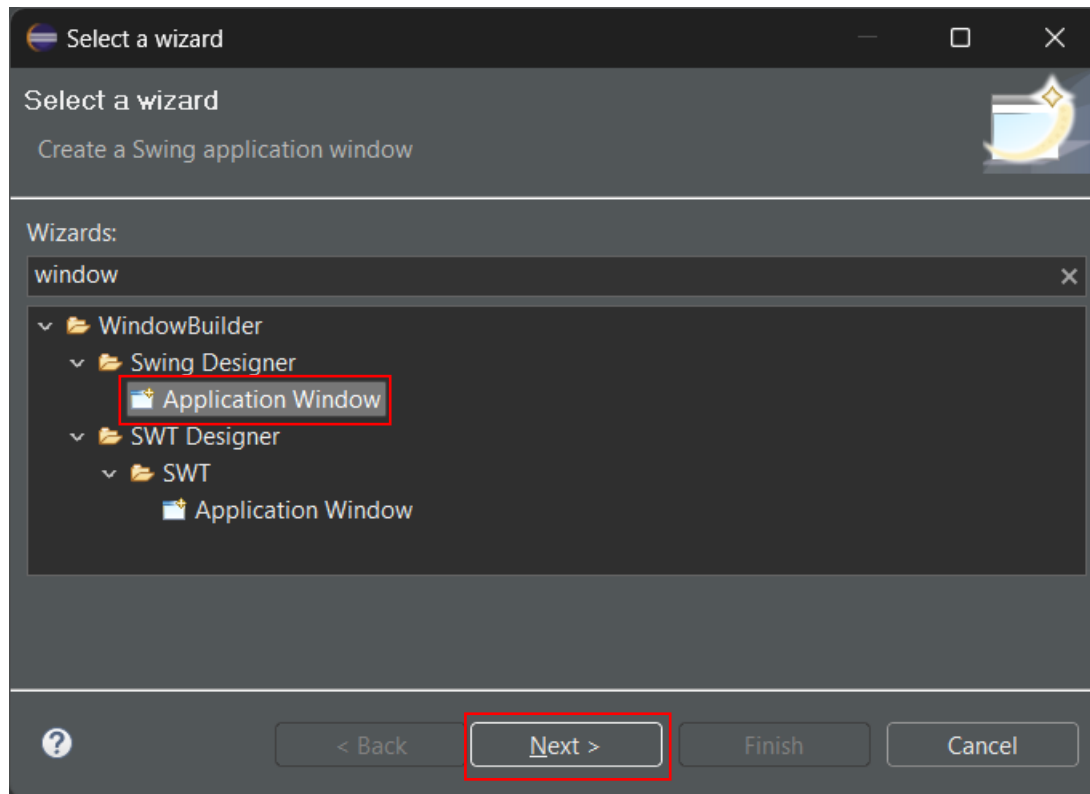 Select a wizard
Select a wizard
Create a Swing application window
Wizards:
window
WindowBuilder
Swing Designer
Application Window
SWT Designer
SWT
Application Window
< Back Next > Finish Cancel